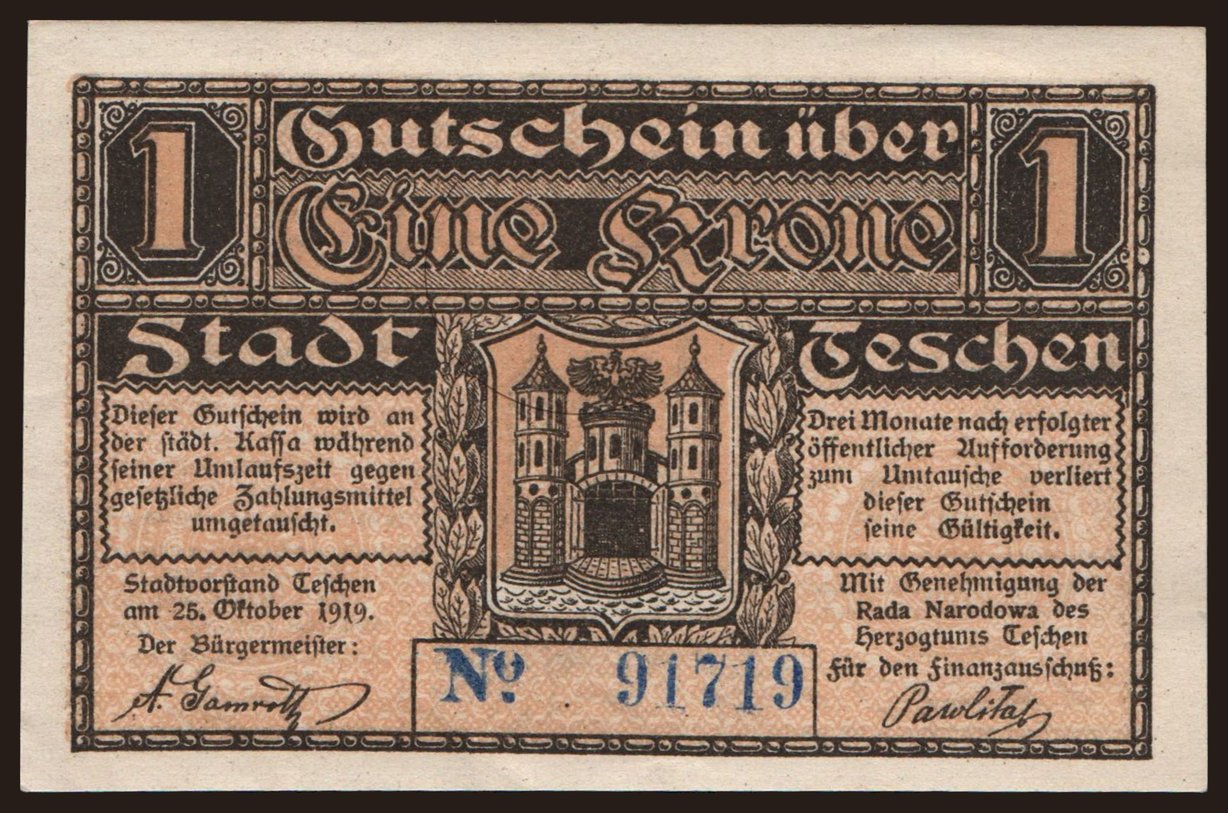 1 Gutschein über 1
Eine Krone
Stadt Teschen
Dieser Gutschein wird an
der städt. Kassa während
seiner Umlaufszeit gegen
gesetzliche Zahlungsmittel
umgetauscht.
Drei Monate nach erfolgter
öffentlicher Aufforderung
zum Umtausche verliert
dieser Gutschein
seine Gültigkeit.
Stadtvorstand Teschen
am 25. Oktober 1919.
Der Bürgermeister:
A. Gamroth
Mit Genehmigung der
Rada Narodowa des
Herzogtums Teschen
Für den Finanzausschuß:
Pawlitat
No. 91719